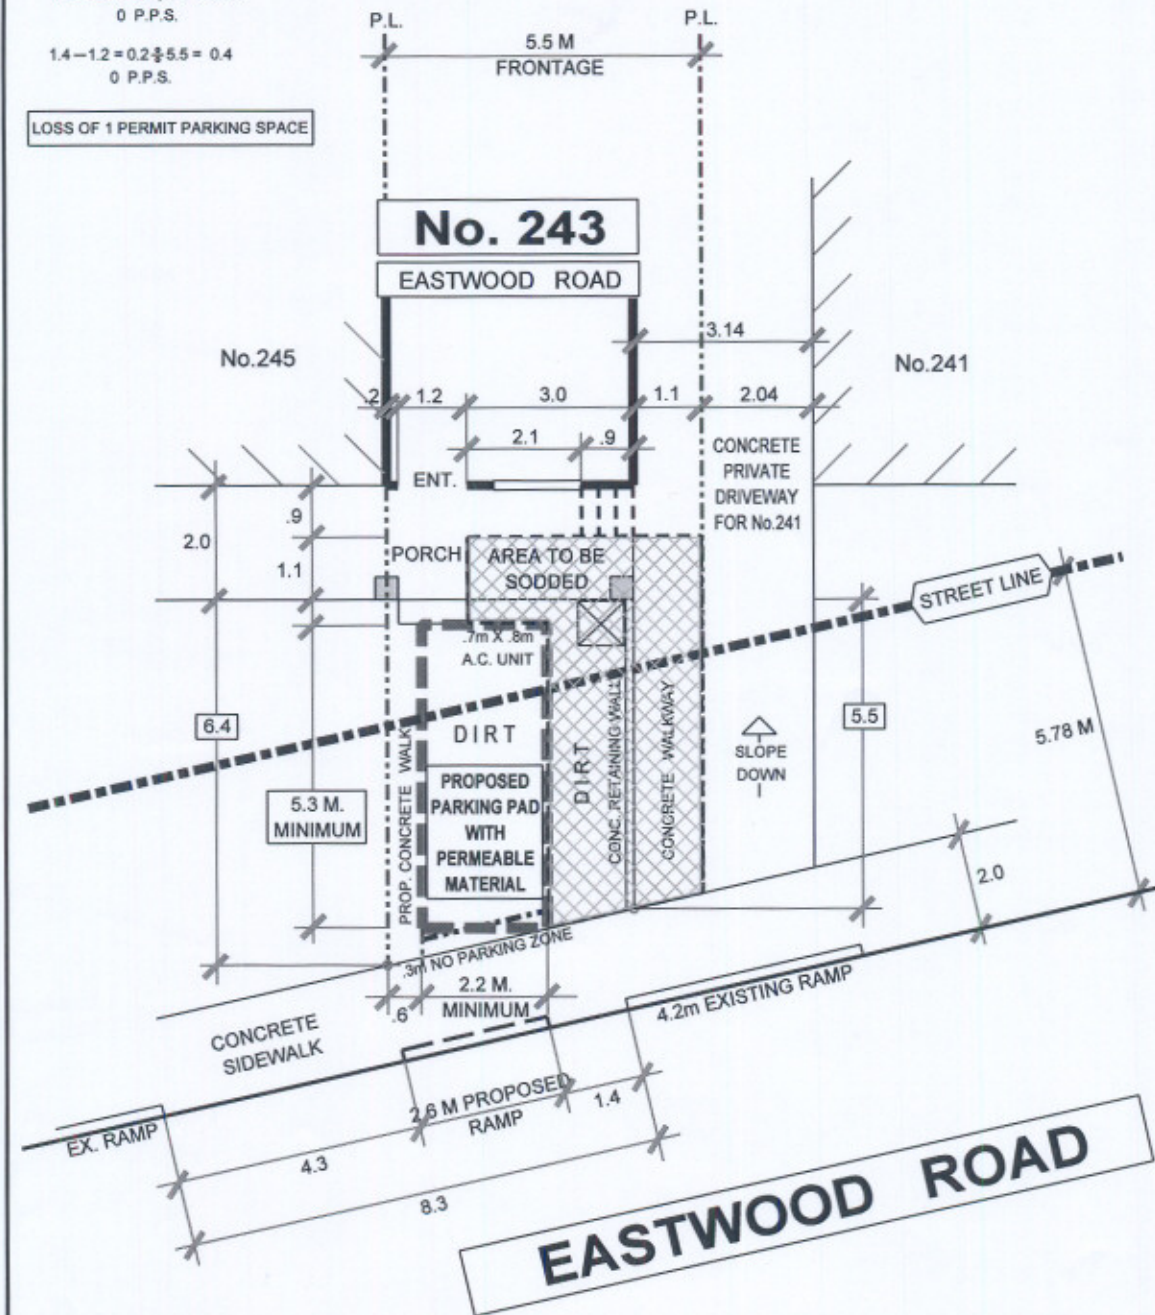 0 P.P.S.
1.4—1.2 = 0.2÷5.5 = 0.4
0 P.P.S.
LOSS OF 1 PERMIT PARKING SPACE
P.L.
P.L.
5.5 M
FRONTAGE
No. 243
EASTWOOD ROAD
No.245
No.241
3.14
.2
1.2
3.0
1.1
2.04
2.1
.9
CONCRETE
PRIVATE
DRIVEWAY
FOR No.241
ENT.
2.0
.9
1.1
PORCH
AREA TO BE
SODDED
STREET LINE
.7m X .8m
A.C. UNIT
6.4
5.3 M.
MINIMUM
PROP. CONCRETE WALK
DIRT
PROPOSED
PARKING PAD
WITH
PERMEABLE
MATERIAL
DIRT
CONC. RETAINING WALL
CONCRETE WALKWAY
SLOPE
DOWN
5.5
5.78 M
2.0
.3m NO PARKING ZONE
2.2 M.
MINIMUM
.6
4.2m EXISTING RAMP
CONCRETE
SIDEWALK
EX. RAMP
2.6 M PROPOSED
RAMP
1.4
4.3
8.3
EASTWOOD ROAD